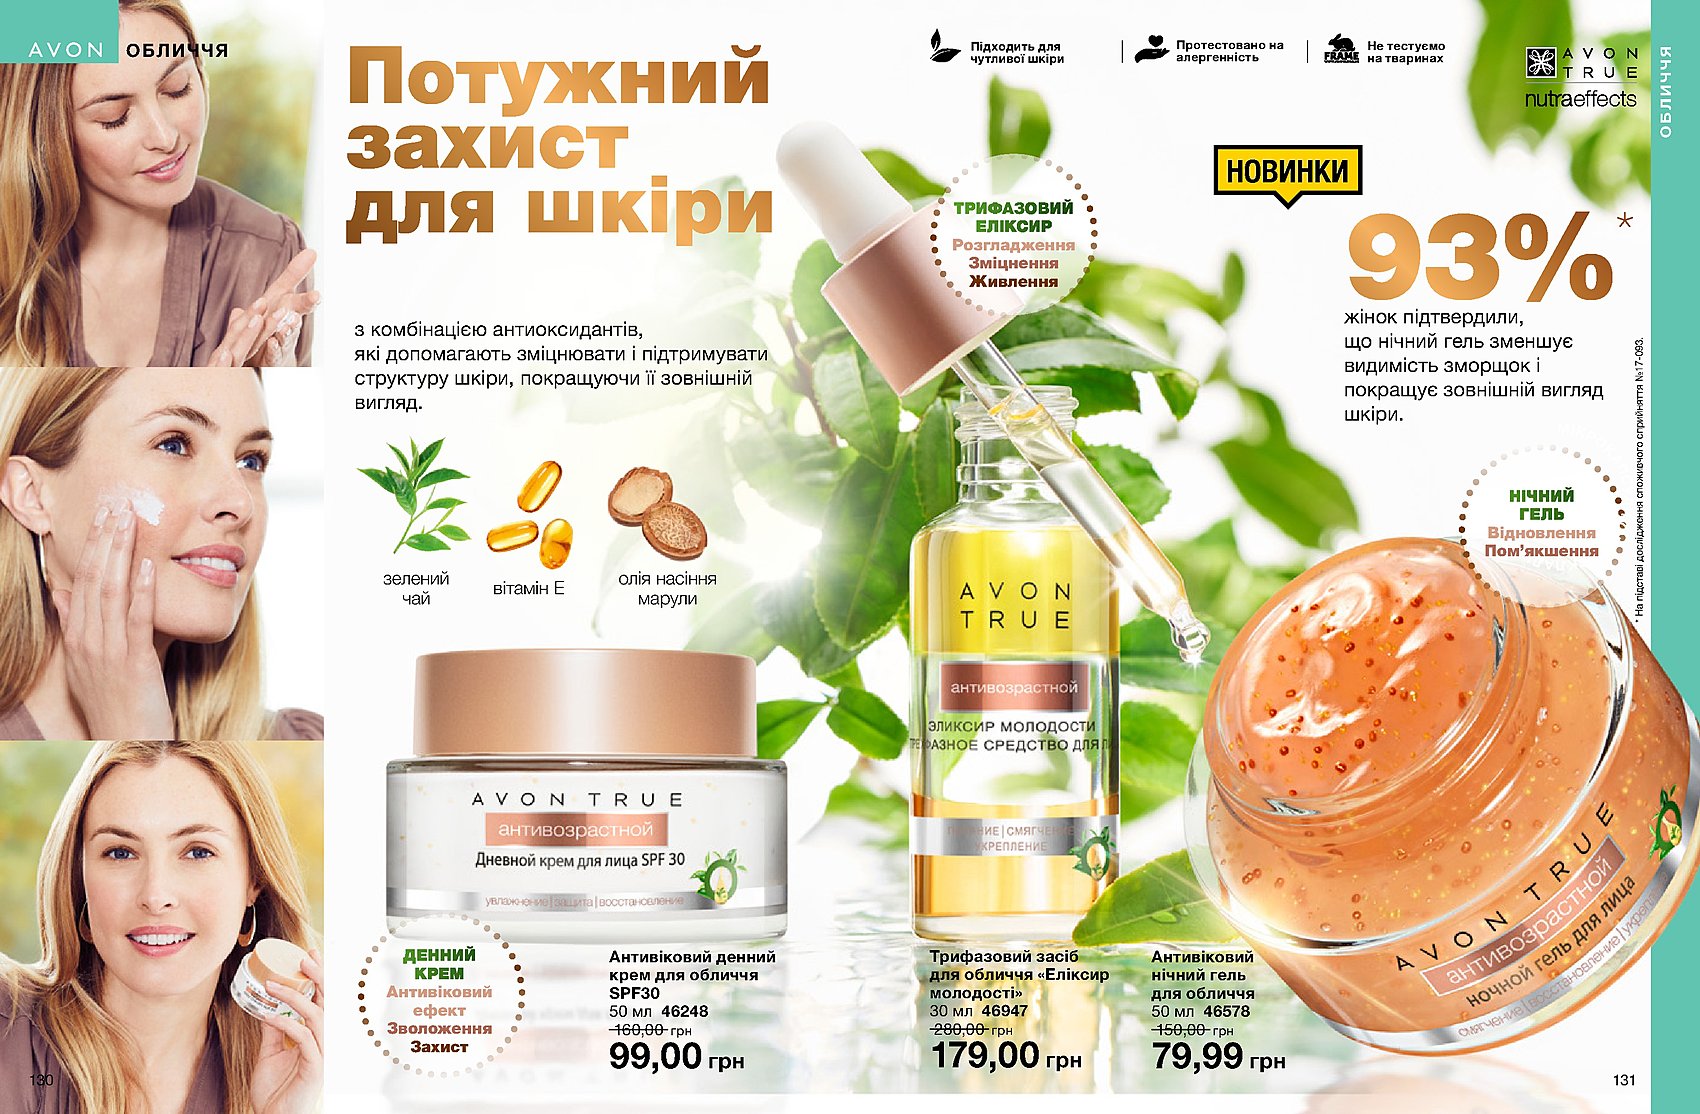 AVON ОБЛИЧЧЯ
Потужний
захист
для шкіри
з комбінацією антиоксидантів,
які допомагають зміцнювати і підтримувати
структуру шкіри, покращуючи її зовнішній
вигляд.
зелений
чай
вітамін Е
олія насіння
марули
Підходить для
чутливої шкіри
Протестовано на
алергенність
FRAME
Не тестуємо
на тваринах
AVON
TRUE
nutraeffects
ОБЛИЧЧЯ
НОВИНКИ
93%*
жінок підтвердили,
що нічний гель зменшує
видимість зморщок і
покращує зовнішній вигляд
шкіри.
* На підставі дослідження споживчого сприйняття №17-093.
ТРИФАЗОВИЙ
ЕЛІКСИР
Розгладження
Зміцнення
Живлення
НІЧНИЙ
ГЕЛЬ
Відновлення
Пом’якшення
AVON TRUE
антивозрастной
Дневной крем для лица SPF 30
увлажнение|защита|восстановление
AVON
TRUE
антивозрастной
ЭЛИКСИР МОЛОДОСТИ
СРЕДСТВО ДЛЯ
СМЯГЧЕНИЕ
УКРЕПЛЕНИЕ
AVON TRUE
антивозрастной
ночной гель для лица
смягчение|восстановление|
ДЕННИЙ
КРЕМ
Антивіковий
ефект
Зволоження
Захист
Антивіковий денний
крем для обличчя
SPF30
50 мл 46248
160,00 грн
99,00 грн
Трифазовий засіб
для обличчя «Еліксир
молодості»
30 мл 46947
280,00 грн
179,00 грн
Антивіковий
нічний гель
для обличчя
50 мл 46578
150,00 грн
79,99 грн
130
131